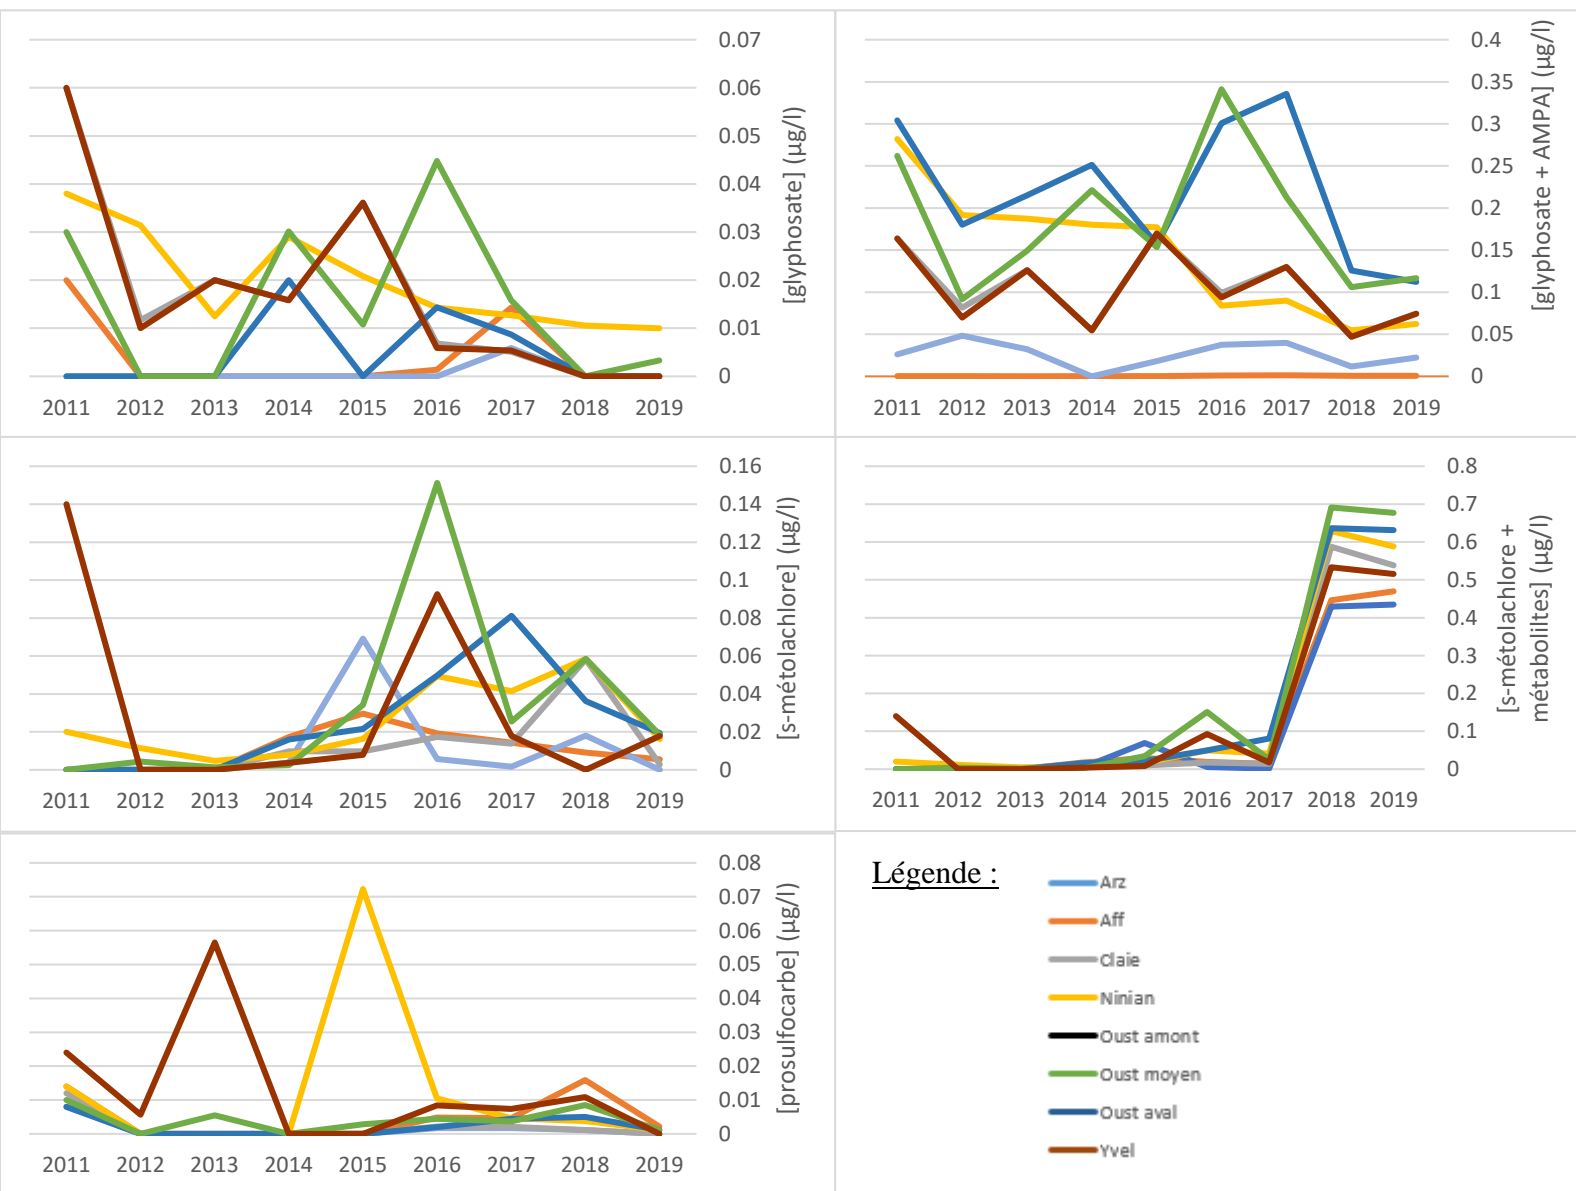 0.07
0.06
0.05
0.04
0.03
0.02
0.01
0
[glyphosate] (µg/l)
2011 2012 2013 2014 2015 2016 2017 2018 2019
0.4
0.35
0.3
0.25
0.2
0.15
0.1
0.05
0
[glyphosate + AMPA] (µg/l)
2011 2012 2013 2014 2015 2016 2017 2018 2019
0.16
0.14
0.12
0.1
0.08
0.06
0.04
0.02
0
[s-métolachlore] (µg/l)
2011 2012 2013 2014 2015 2016 2017 2018 2019
0.8
0.7
0.6
0.5
0.4
0.3
0.2
0.1
0
[s-métolachlore +
métaboliltes] (µg/l)
2011 2012 2013 2014 2015 2016 2017 2018 2019
0.08
0.07
0.06
0.05
0.04
0.03
0.02
0.01
0
[prosulfocarbe] (µg/l)
2011 2012 2013 2014 2015 2016 2017 2018 2019
Légende :
Arz
Aff
Claie
Ninian
Oust amont
Oust moyen
Oust aval
Yvel